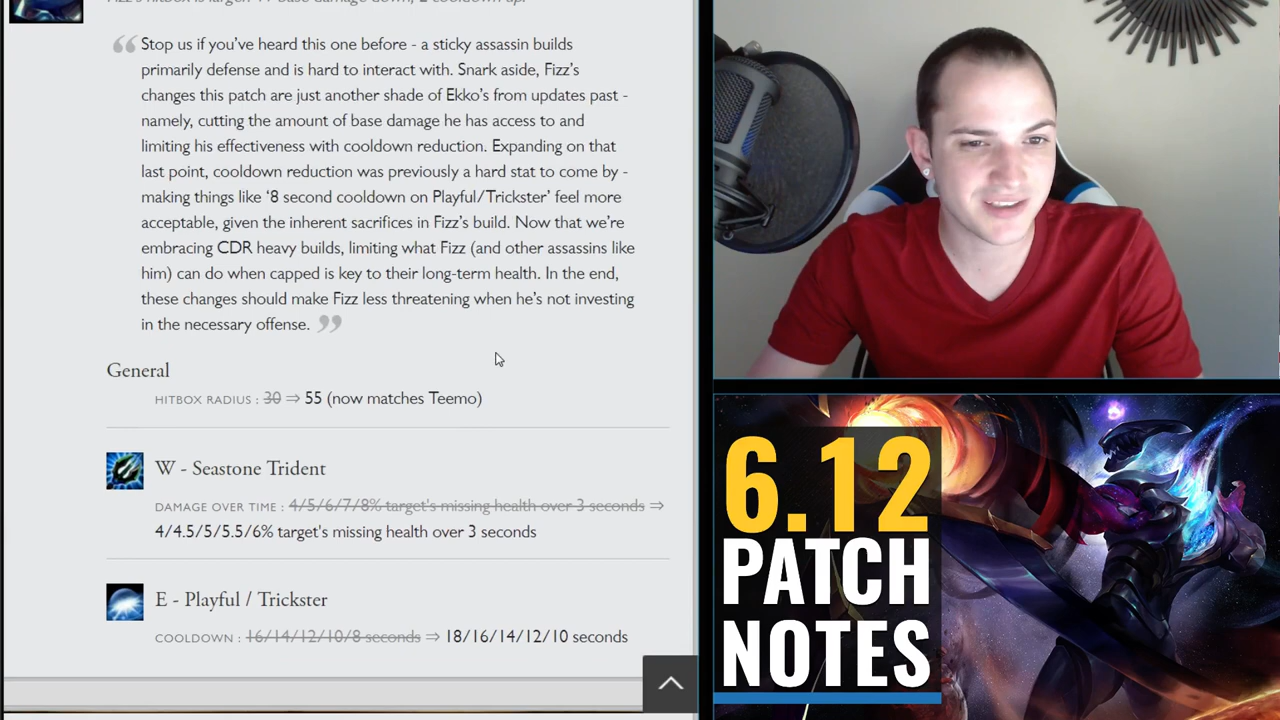 Stop us if you've heard this one before - a sticky assassin builds
primarily defense and is hard to interact with. Snark aside, Fizz's
changes this patch are just another shade of Ekko's from updates past -
namely, cutting the amount of base damage he has access to and
limiting his effectiveness with cooldown reduction. Expanding on that
last point, cooldown reduction was previously a hard stat to come by -
making things like '8 second cooldown on Playful/Trickster' feel more
acceptable, given the inherent sacrifices in Fizz's build. Now that we're
embracing CDR heavy builds, limiting what Fizz (and other assassins like
him) can do when capped is key to their long-term health. In the end,
these changes should make Fizz less threatening when he's not investing
in the necessary offense.
General
HITBOX RADIUS : 30 ⇒ 55 (now matches Teemo)
W - Seastone Trident
DAMAGE OVER TIME : 4/5/6/7/8% target's missing health over 3 seconds ⇒
4/4.5/5/5.5/6% target's missing health over 3 seconds
E - Playful / Trickster
COOLDOWN : 16/14/12/10/8 seconds ⇒ 18/16/14/12/10 seconds
6.12
PATCH
NOTES